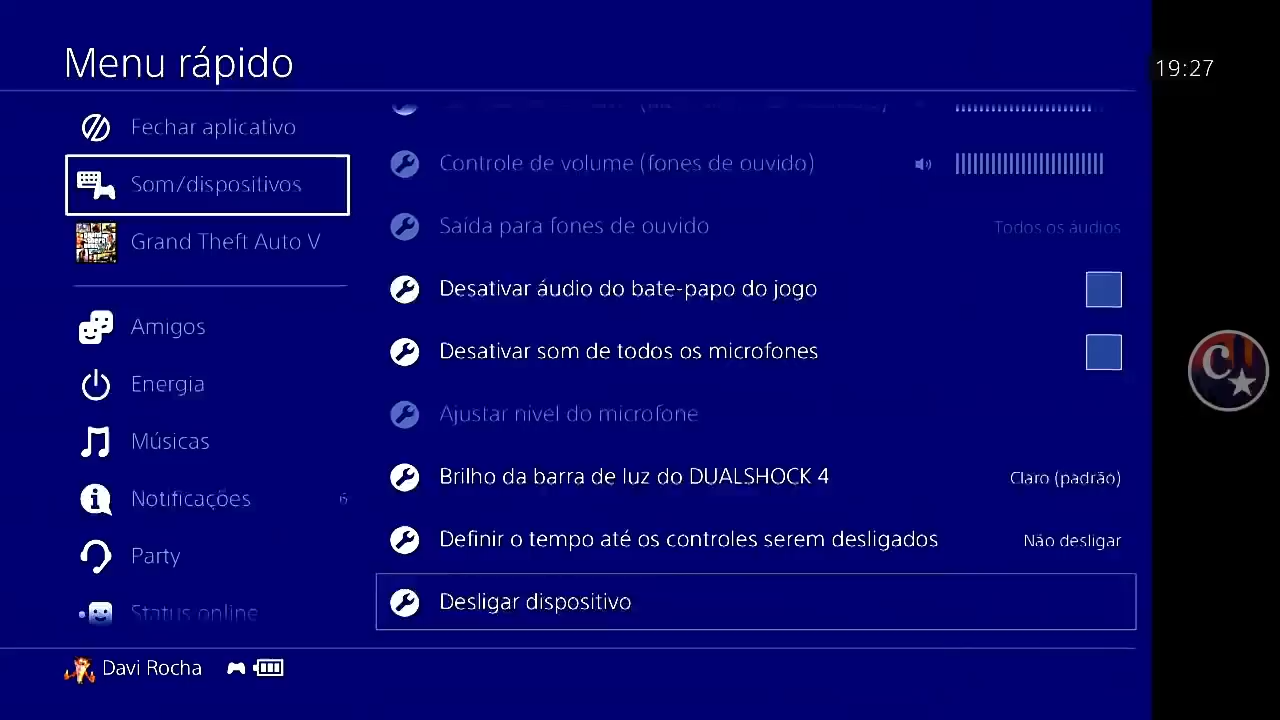 Menu rápido
19:27
Fechar aplicativo
Som/dispositivos
Grand Theft Auto V
Amigos
Energia
Músicas
Notificações 6
Party
Status online
Controle de volume (fones de ouvido)
Saída para fones de ouvido Todos os áudios
Desativar áudio do bate-papo do jogo
Desativar som de todos os microfones
Ajustar nível do microfone
Brilho da barra de luz do DUALSHOCK 4 Claro (padrão)
Definir o tempo até os controles serem desligados Não desligar
Desligar dispositivo
Davi Rocha